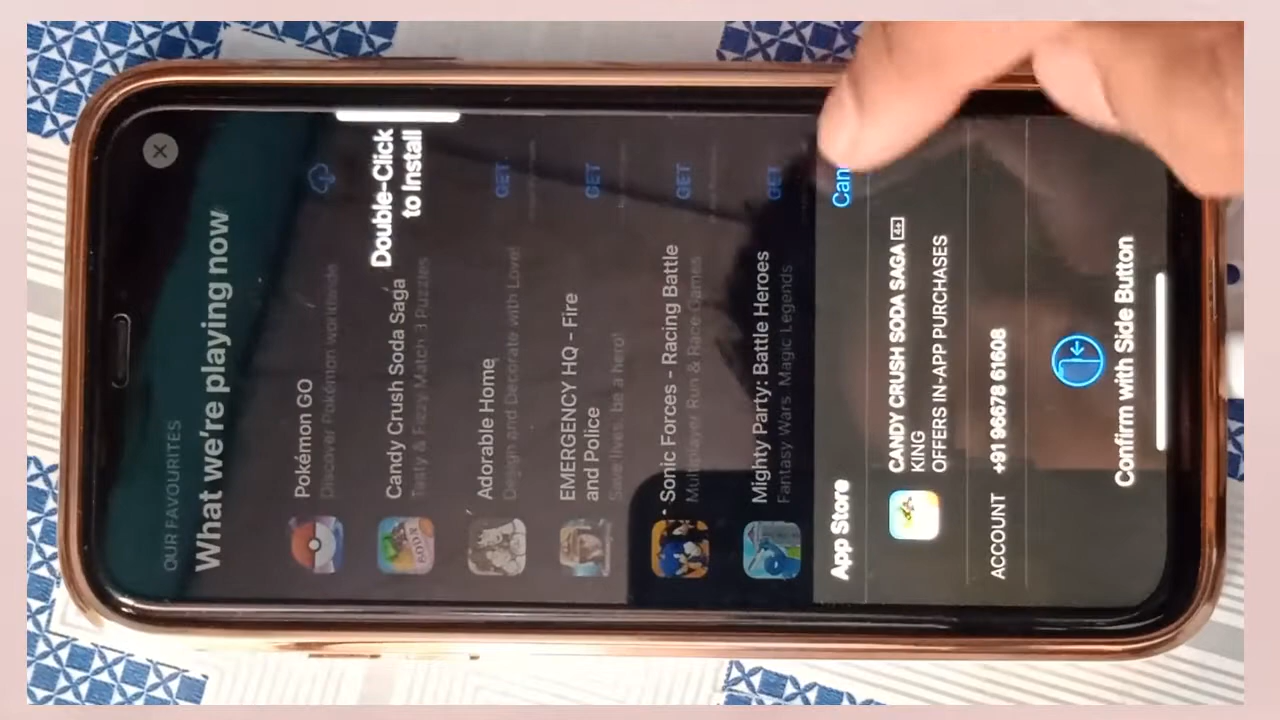 OUR FAVOURITES
What we're playing now
Pokémon GO
Discover Pokémon worldwide
Double-Click
to Install
Candy Crush Soda Saga
Tasty & Fizzy Match 3 Puzzles
Adorable Home
Design and Decorate with Love!
GET
EMERGENCY HQ – Fire
and Police
Save lives, be a hero!
GET
Sonic Forces - Racing Battle
Multiplayer Run & Race Games
GET
Mighty Party: Battle Heroes
Fantasy Wars, Magic Legends
GET
App Store
Can
CANDY CRUSH SODA SAGA 4+
KING
OFFERS IN-APP PURCHASES
ACCOUNT +91 96678 61608
Confirm with Side Button